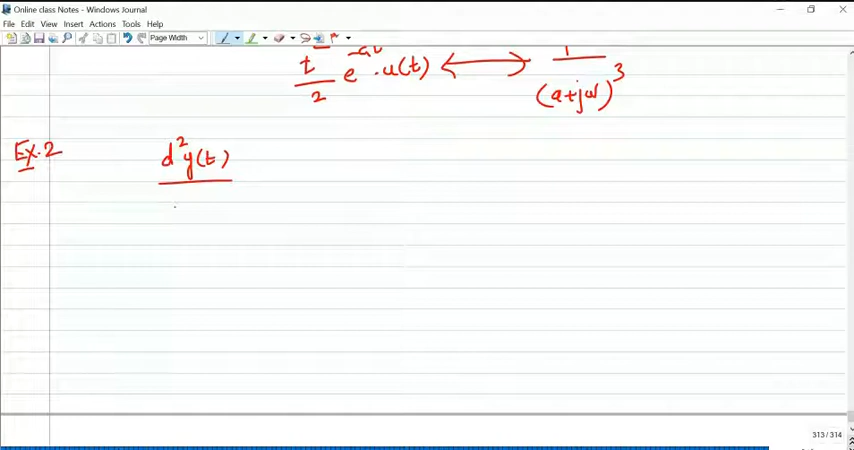 Online class Notes - Windows Journal
File Edit View Insert Actions Tools Help
Page Width
t² / 2 e^-at . u(t) ⟷ 1 / (a+jω)³
Ex.2 d²y(t)
313 / 314